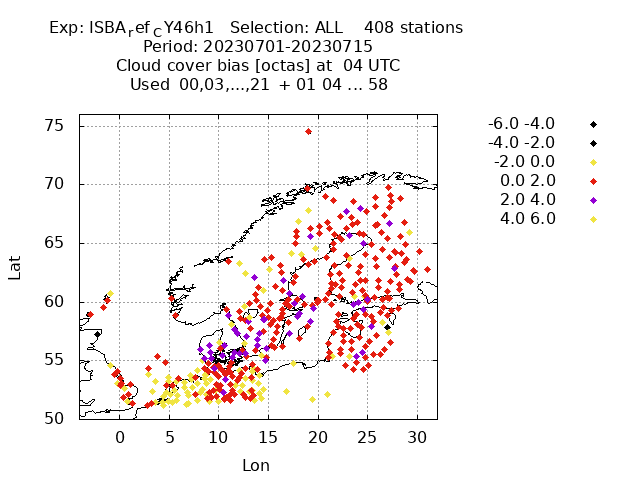 Exp: ISBA_ref_C Y46h1 Selection: ALL 408 stations
Period: 20230701-20230715
Cloud cover bias [octas] at 04 UTC
Used 00,03,...,21 + 01 04 ... 58
-6.0 -4.0
-4.0 -2.0
-2.0 0.0
0.0 2.0
2.0 4.0
4.0 6.0
75
70
65
60
55
50
Lat
0 5 10 15 20 25 30
Lon